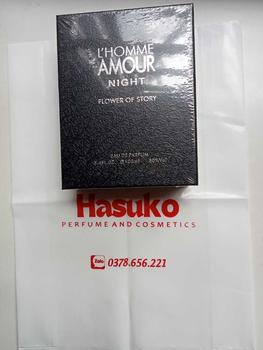 L'HOMME
AMOUR
NIGHT
FLOWER OF STORY
EAU DE PARFUM
Hasuko
PERFUME AND COSMETICS
Zalo 0378.656.221